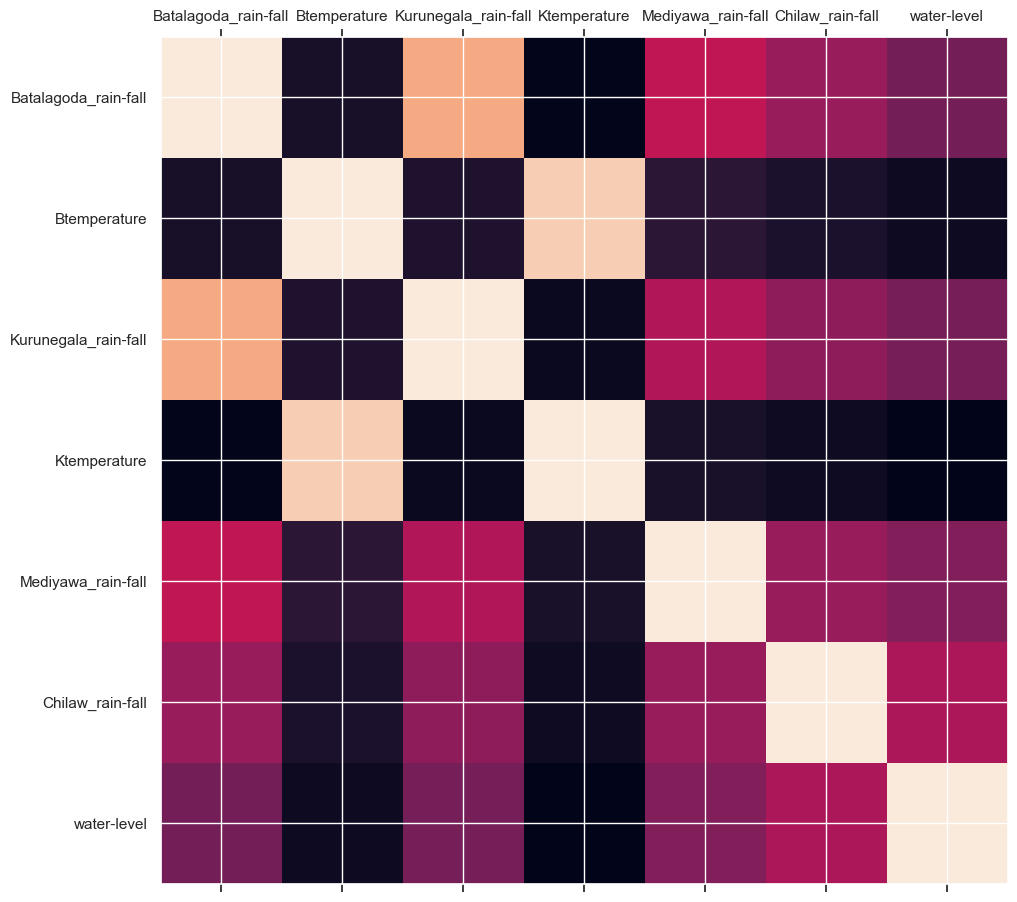 Batalagoda_rain-fall Btemperature Kurunegala_rain-fall Ktemperature Mediyawa_rain-fall Chilaw_rain-fall water-level
Batalagoda_rain-fall
Btemperature
Kurunegala_rain-fall
Ktemperature
Mediyawa_rain-fall
Chilaw_rain-fall
water-level